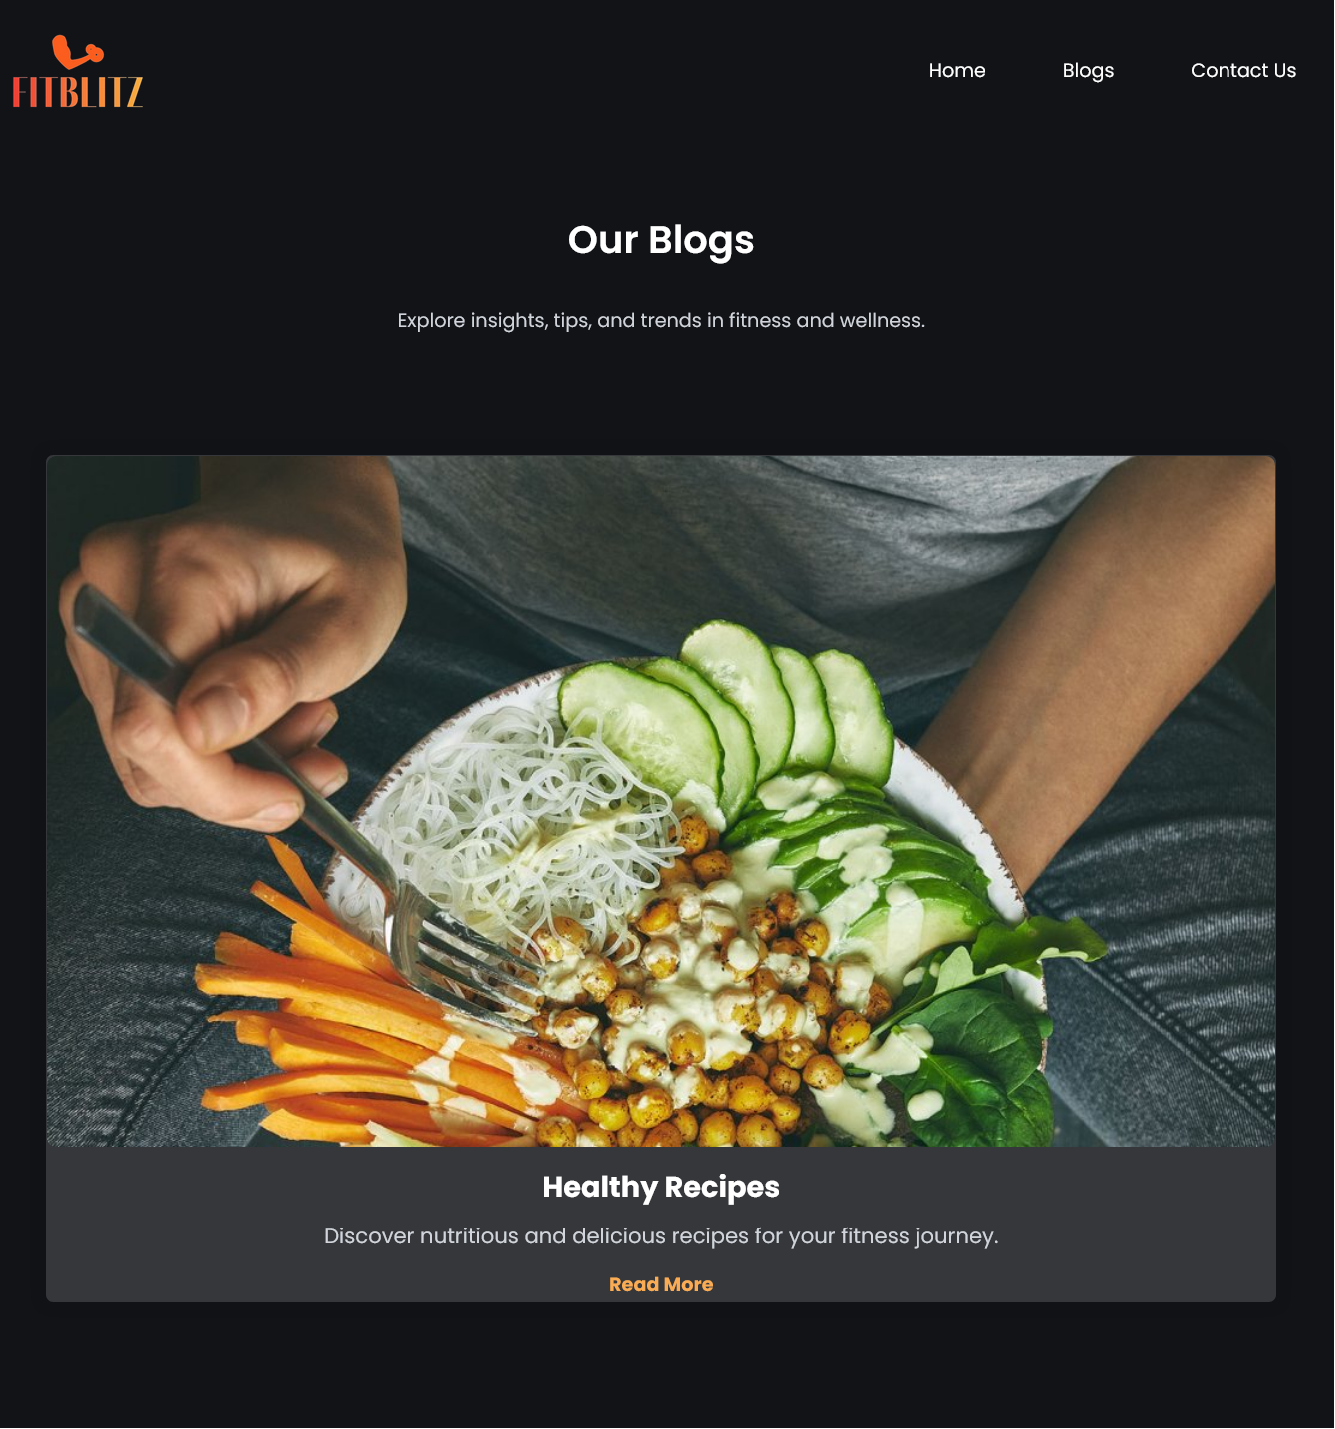 FITBLITZ
Home Blogs Contact Us
Our Blogs
Explore insights, tips, and trends in fitness and wellness.
Healthy Recipes
Discover nutritious and delicious recipes for your fitness journey.
Read More